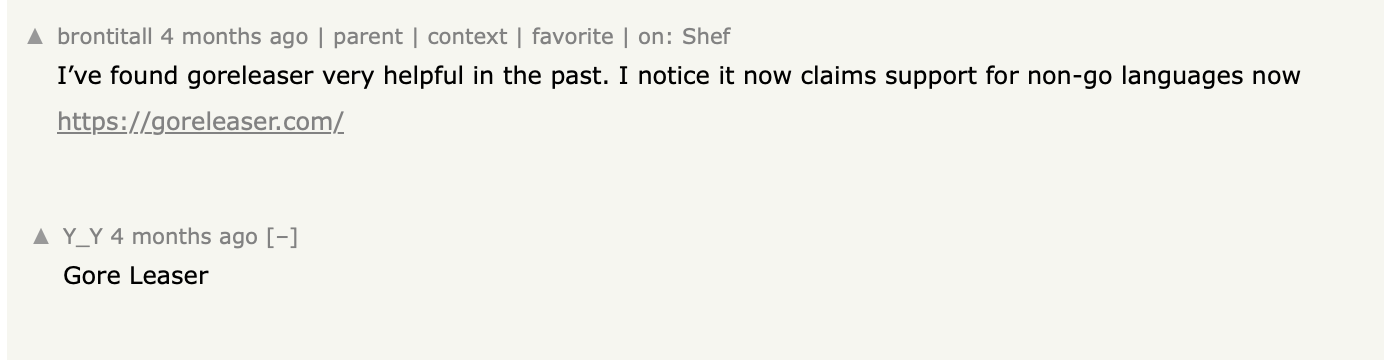 ▲ brontitall 4 months ago | parent | context | favorite | on: Shef
I’ve found goreleaser very helpful in the past. I notice it now claims support for non-go languages now
https://goreleaser.com/
▲ Y_Y 4 months ago [–]
Gore Leaser